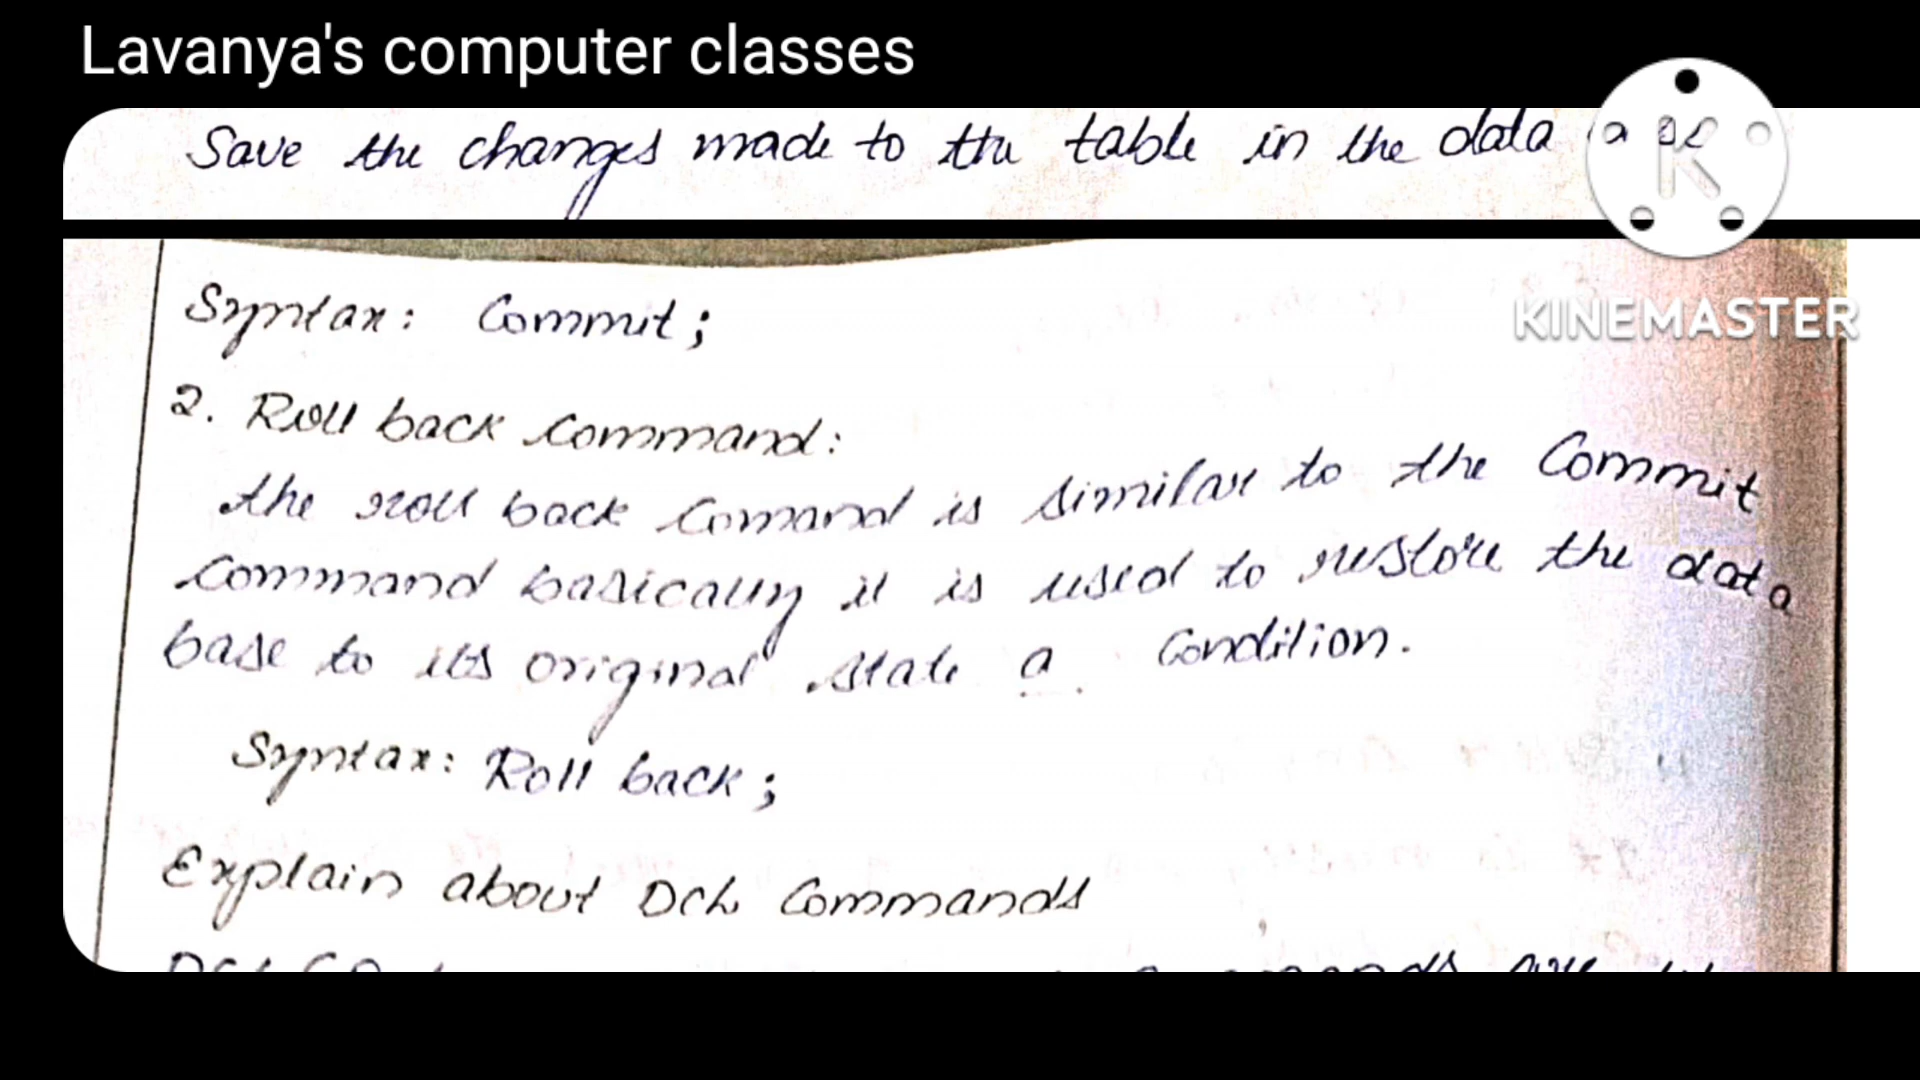 Lavanya's computer classes
Save the changes made to the table in the data
KINEMASTER
Syntax: Commit;
2. Roll back Command:
the roll back Comand is similar to the Commit
Command basically it is used to restore the data
base to its original state a Condition.
Syntax: Roll back;
Explain about DCL Commands